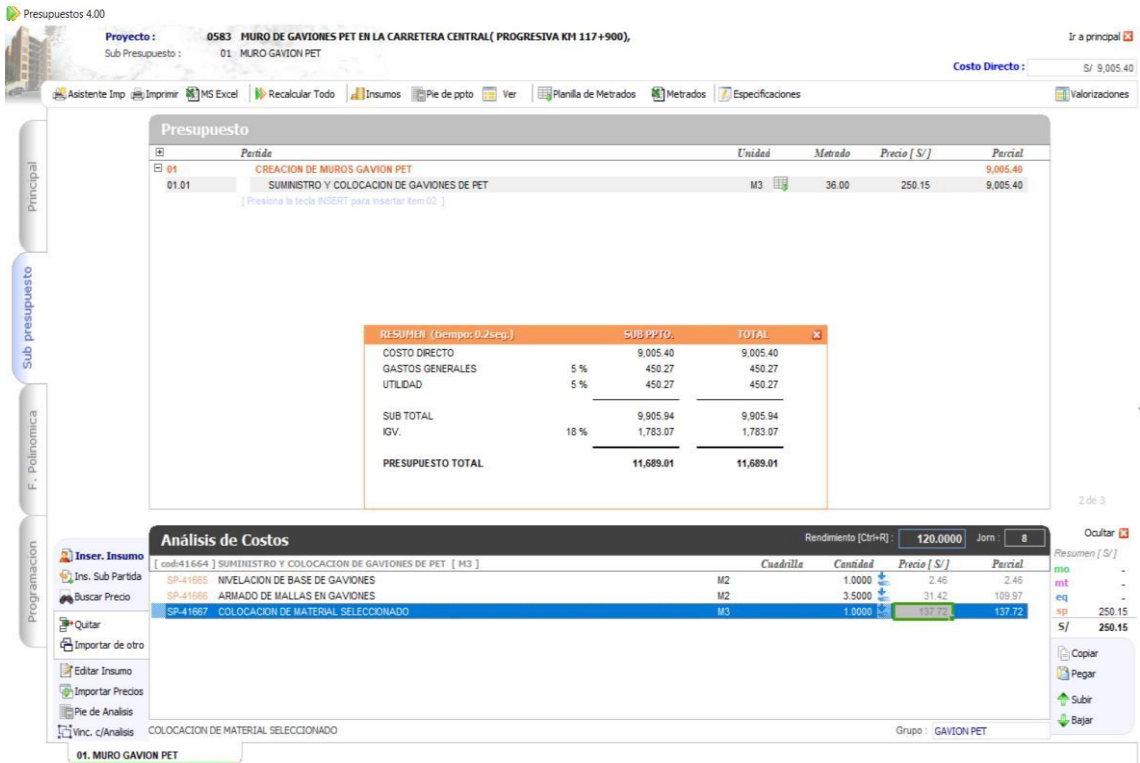 Presupuestos 4.00
Proyecto : 0583 MURO DE GAVIONES PET EN LA CARRETERA CENTRAL( PROGRESIVA KM 117+900),
Ir a principal
Sub Presupuesto : 01 MURO GAVION PET
Costo Directo : S/ 9,005.40
Asistente Imp Imprimir MS Excel Recalcular Todo Insumos Pie de ppto Ver Planilla de Metrados Metrados Especificaciones Valorizaciones
Principal
Sub presupuesto
F. Polinomica
Programacion
Presupuesto
Partida Unidad Metrado Precio [ S/ ] Parcial
01 CREACION DE MUROS GAVION PET 9,005.40
01.01 SUMINISTRO Y COLOCACION DE GAVIONES DE PET M3 36.00 250.15 9,005.40
[ Presiona la tecla INSERT para insertar item 02 ]
RESUMEN (tiempo: 0.2seg.) SUB PPTO. TOTAL
COSTO DIRECTO 9,005.40 9,005.40
GASTOS GENERALES 5 % 450.27 450.27
UTILIDAD 5 % 450.27 450.27
SUB TOTAL 9,905.94 9,905.94
IGV. 18 % 1,783.07 1,783.07
PRESUPUESTO TOTAL 11,689.01 11,689.01
2 de 3
Análisis de Costos Rendimiento [Ctrl+R] : 120.0000 Jorn : 8
Ocultar
[ cod:41664 ] SUMINISTRO Y COLOCACION DE GAVIONES DE PET [ M3 ] Cuadrilla Cantidad Precio [ S/ ] Parcial
SP-41665 NIVELACION DE BASE DE GAVIONES M2 1.0000 2.46 2.46
SP-41666 ARMADO DE MALLAS EN GAVIONES M2 3.5000 31.42 109.97
SP-41667 COLOCACION DE MATERIAL SELECCIONADO M3 1.0000 137.72 137.72
Inser. Insumo
Ins. Sub Partida
Buscar Precio
Quitar
Importar de otro
Editar Insumo
Importar Precios
Pie de Analisis
Vinc. c/Analisis
Resumen [ S/ ]
mo -
mt -
eq -
sp 250.15
S/ 250.15
Copiar
Pegar
Subir
Bajar
COLOCACION DE MATERIAL SELECCIONADO Grupo : GAVION PET
01. MURO GAVION PET